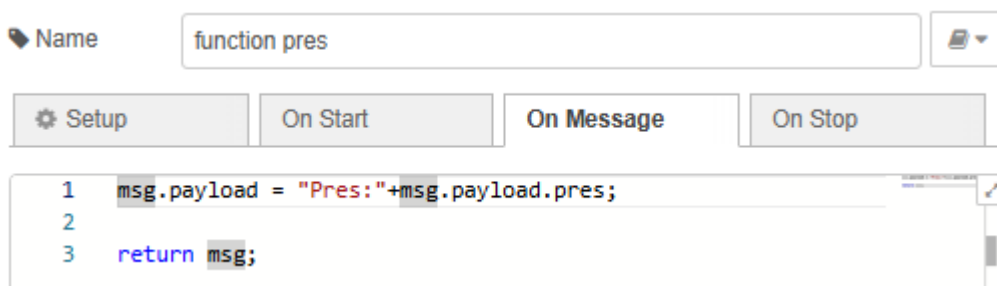 Name
function pres
Setup On Start On Message On Stop
1 msg.payload = "Pres:"+msg.payload.pres;
2
3 return msg;